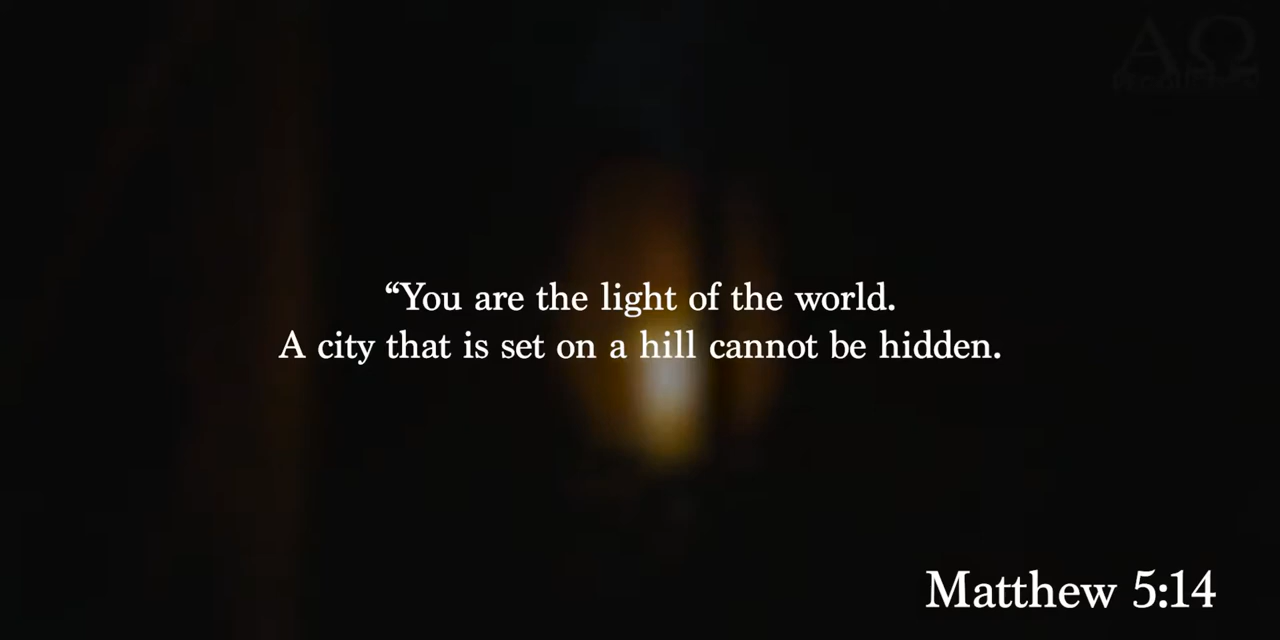 ΑΩ
“You are the light of the world.
A city that is set on a hill cannot be hidden.
Matthew 5:14